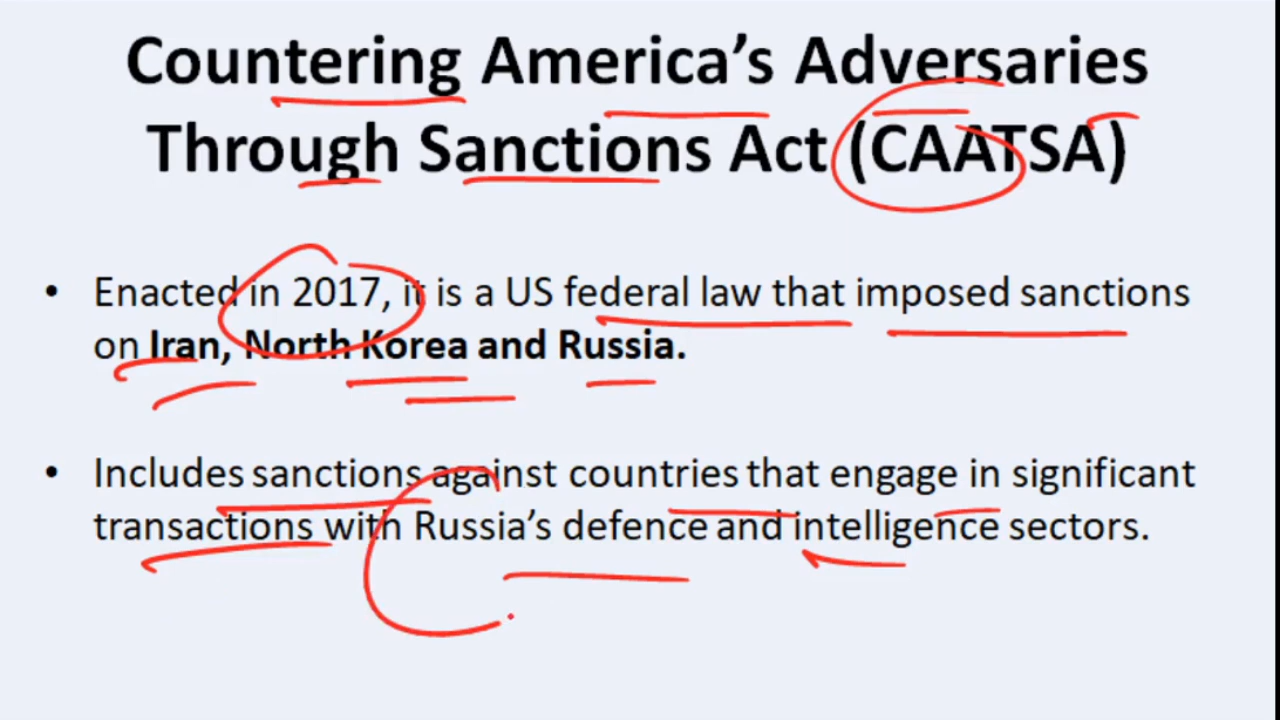 Countering America’s Adversaries
Through Sanctions Act (CAATSA)
• Enacted in 2017, it is a US federal law that imposed sanctions
on Iran, North Korea and Russia.
• Includes sanctions against countries that engage in significant
transactions with Russia’s defence and intelligence sectors.